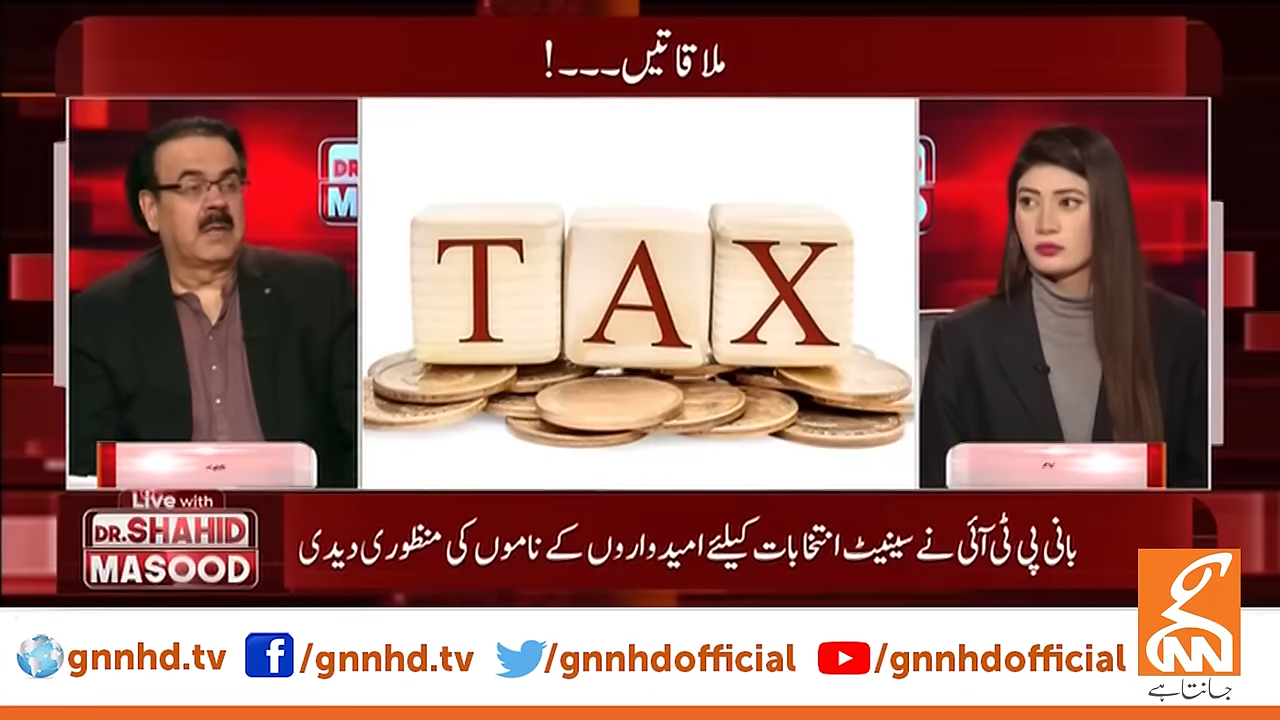 ملاقاتیں۔۔۔!
DR
M
TAX
S
Live with
DR. SHAHID
MASOOD
بانی پی ٹی آئی نے سینیٹ انتخابات کیلئے امیدواروں کے ناموں کی منظوری دیدی
gnnhd.tv
/gnnhd.tv
/gnnhdofficial
/gnnhdofficial
GNN
جانتا ہے